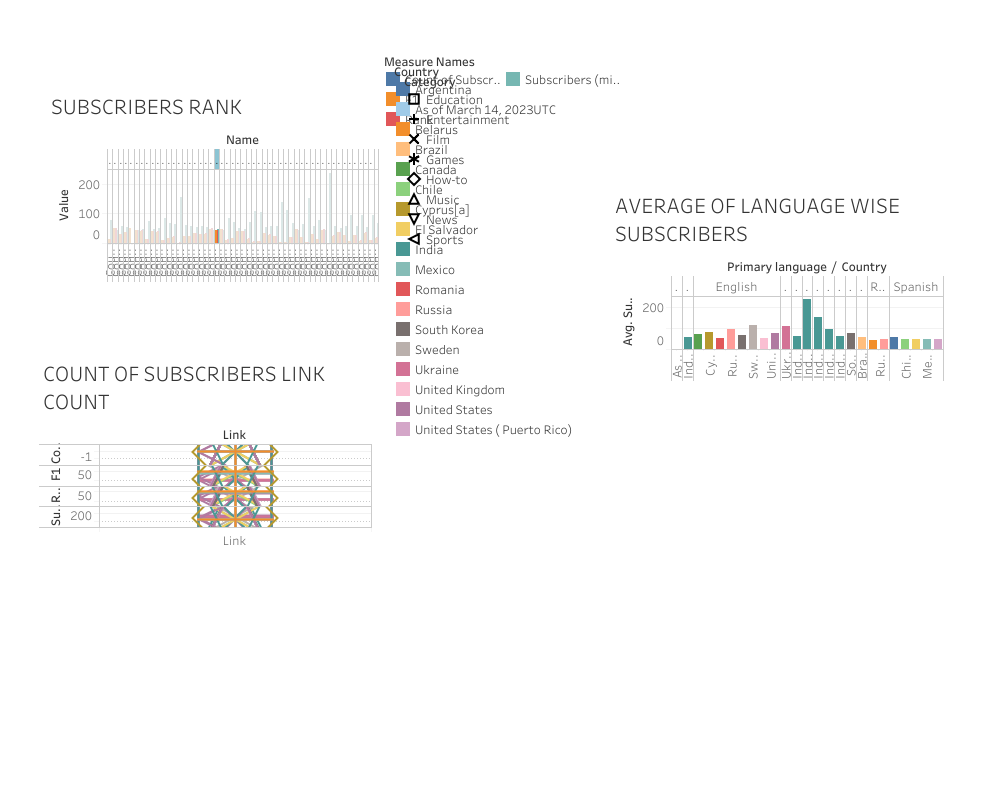 SUBSCRIBERS RANK
Name
Value
200
100
0
COUNT OF SUBSCRIBERS LINK
COUNT
Link
Co..
-1
F1
50
R..
50
Su..
200
Link
Measure Names
Country
Category
Count of Subscr..
Subscribers (mi..
Argentina
Education
As of March 14, 2023UTC
Entertainment
Belarus
Film
Brazil
Games
Canada
How-to
Chile
Music
Cyprus[a]
News
El Salvador
Sports
India
Mexico
Romania
Russia
South Korea
Sweden
Ukraine
United Kingdom
United States
United States ( Puerto Rico)
AVERAGE OF LANGUAGE WISE
SUBSCRIBERS
Primary language / Country
. . English . . . . . . . . R.. Spanish
Avg. Su..
200
0
As.. Ind.. Cy.. Ru.. Sw.. Uni.. Ukr.. Ind.. Ind.. Ind.. Ind.. Ind.. So.. Bra.. Ru.. Chi.. Me..